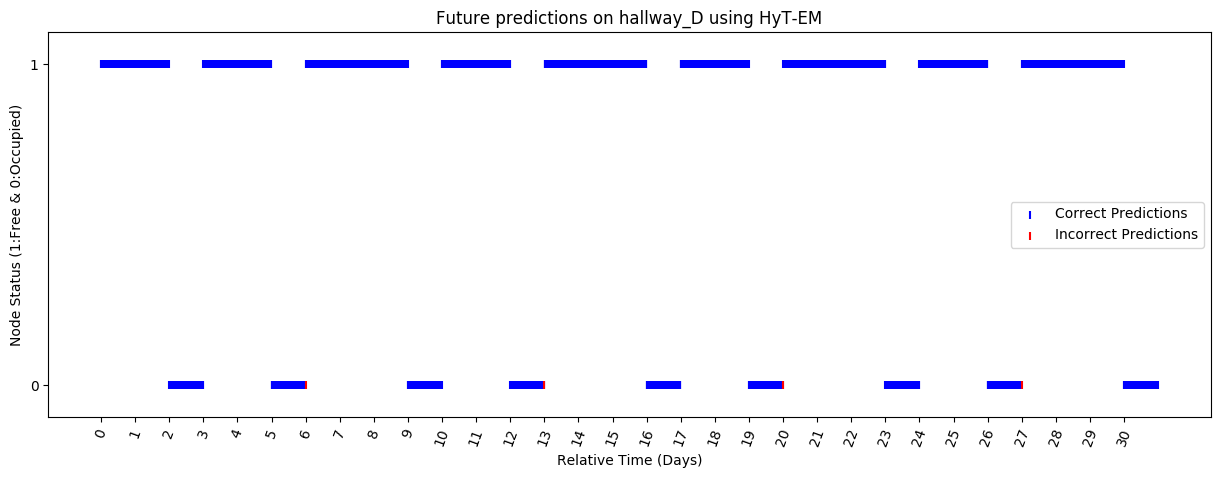 Future predictions on hallway_D using HyT-EM
Node Status (1:Free & 0:Occupied)
1
0
Correct Predictions
Incorrect Predictions
0 1 2 3 4 5 6 7 8 9 10 11 12 13 14 15 16 17 18 19 20 21 22 23 24 25 26 27 28 29 30
Relative Time (Days)